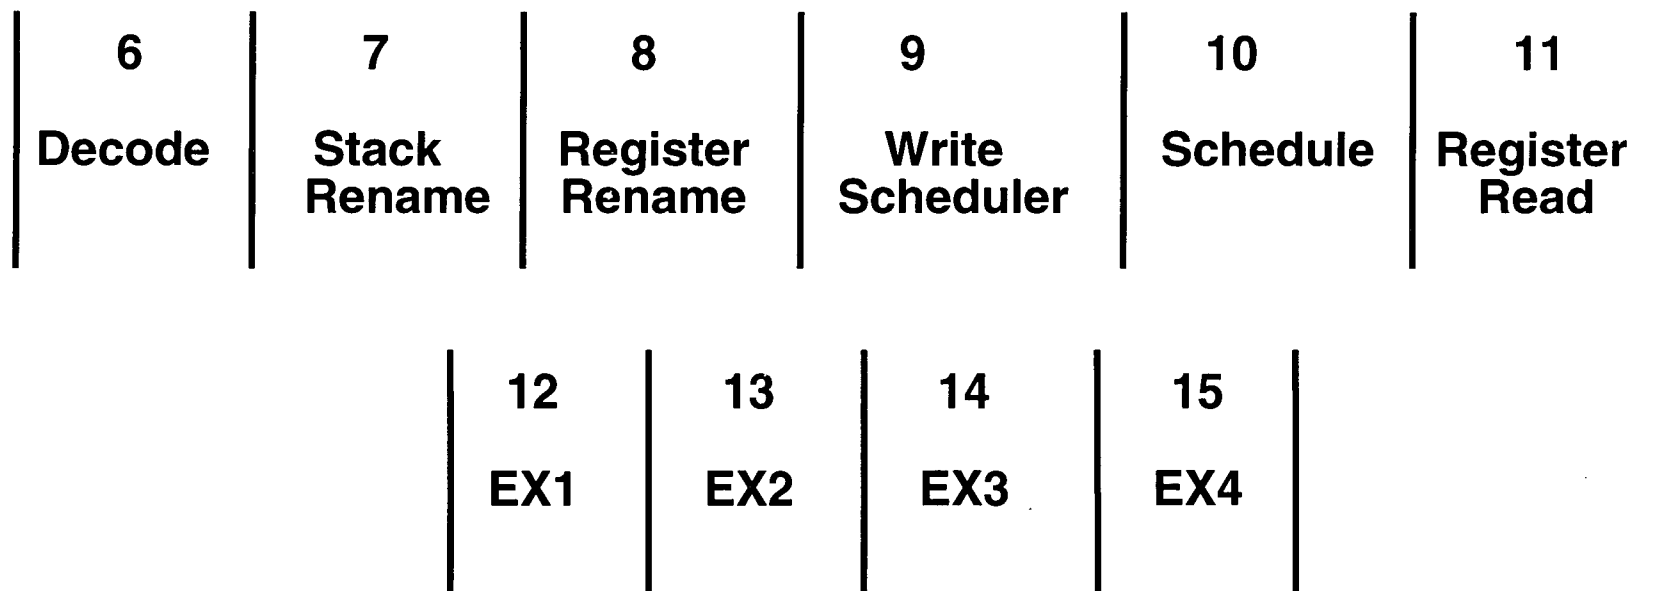 6 7 8 9 10 11
Decode Stack Register Write Schedule Register
Rename Rename Scheduler Read
12 13 14 15
EX1 EX2 EX3 EX4